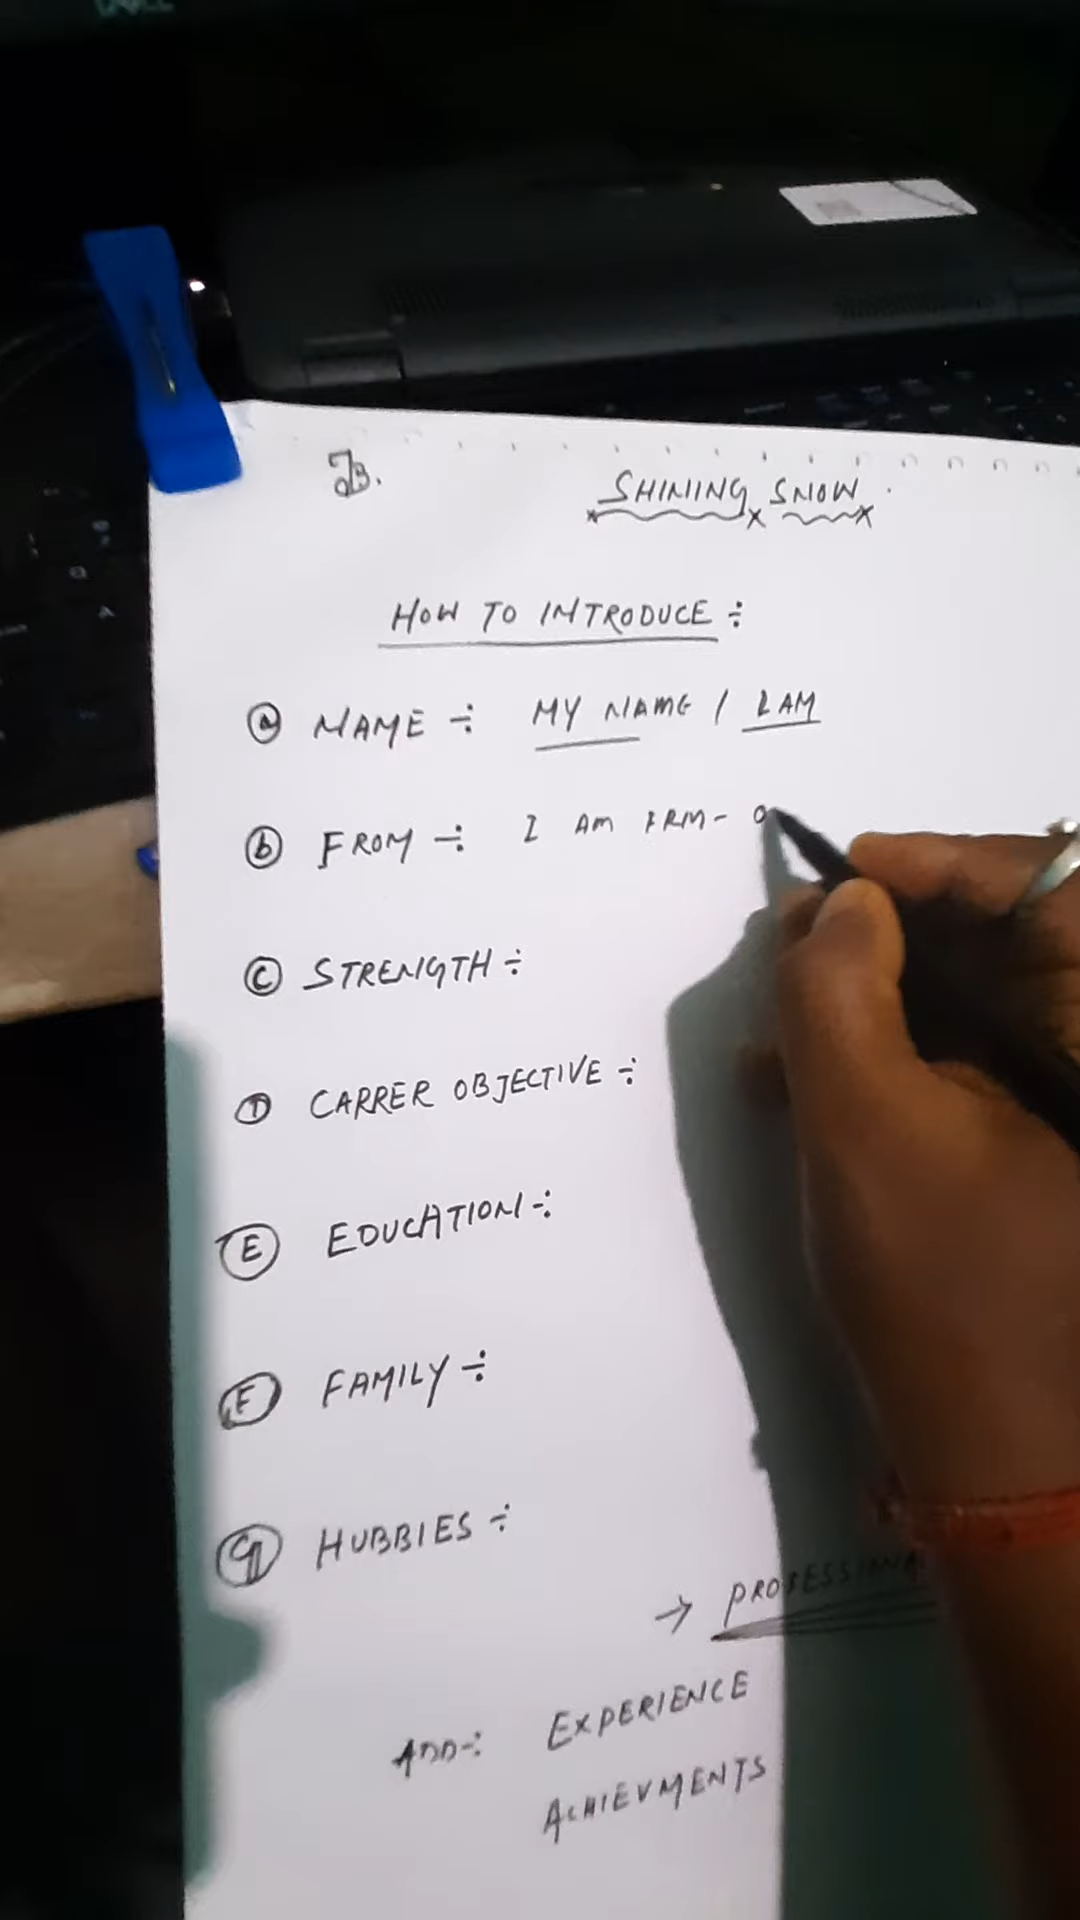 SHINING SNOW.
HOW TO INTRODUCE ÷
(a) NAME ÷ MY NAME / I AM
(b) FROM ÷ I AM FRM-
(C) STRENGTH ÷
(D) CARRER OBJECTIVE ÷
(E) EDUCATION ÷
(F) FAMILY ÷
(G) HUBBIES ÷
→ PROFESSIONA
ADD ÷ EXPERIENCE
ACHIEVMENTS